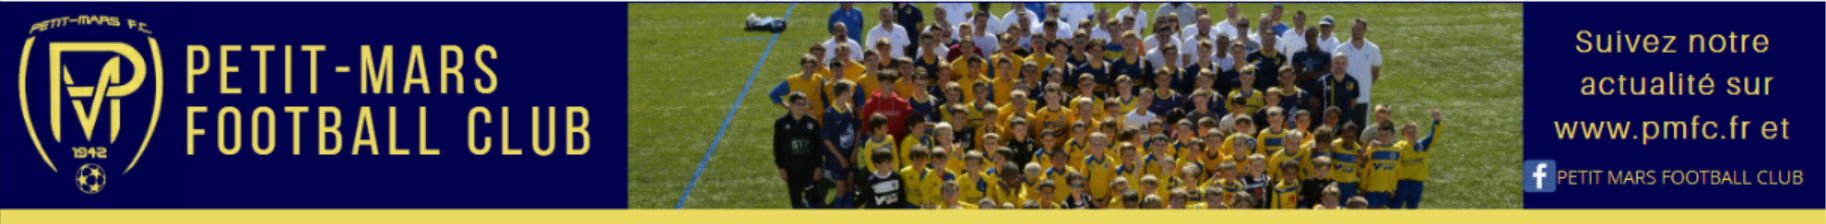 PETIT-MARS F.C.
PM
1942
PETIT-MARS
FOOTBALL CLUB
Suivez notre
actualité sur
www.pmfc.fr et
f PETIT MARS FOOTBALL CLUB